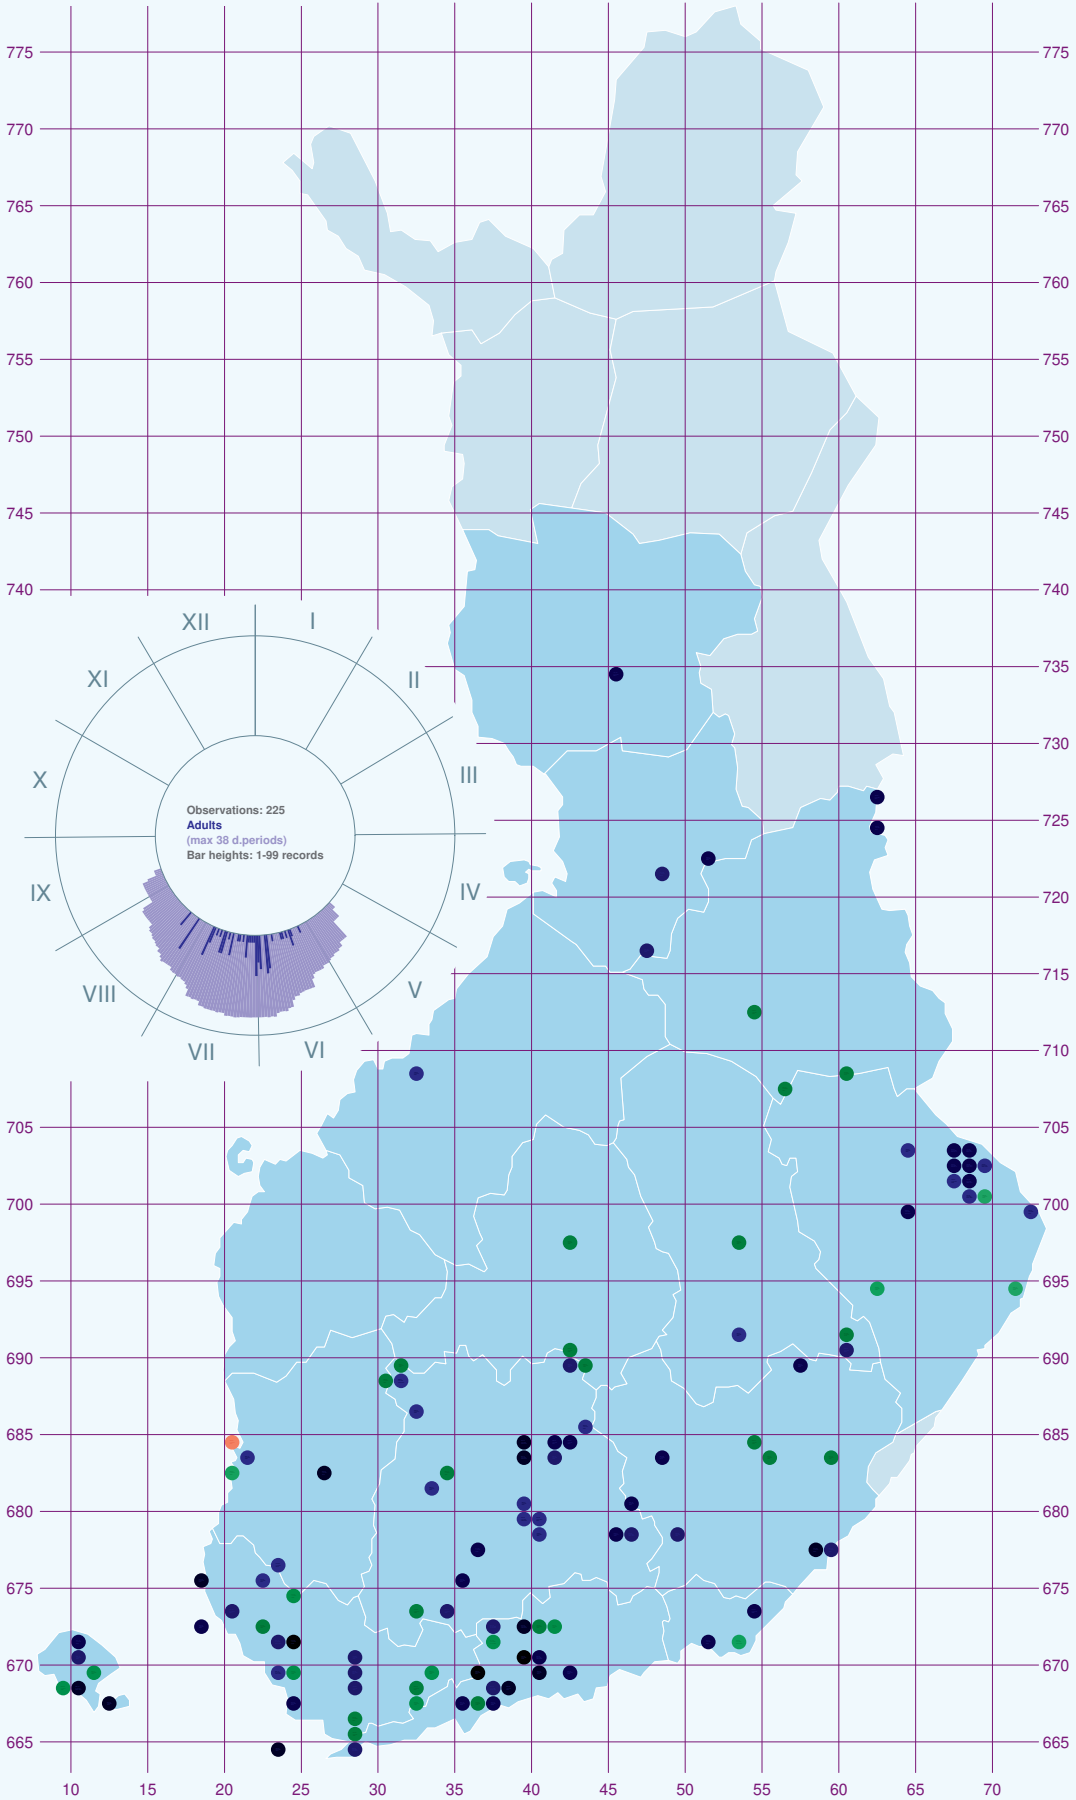 775 775
770 770
765 765
760 760
755 755
750 750
745 745
740 740
XII I
XI II
735
730
X III
Observations: 225
Adults
(max 38 d.periods)
Bar heights: 1-99 records
725
IX IV
720
VIII V
715
VII VI
710
705 705
700 700
695 695
690 690
685 685
680 680
675 675
670 670
665 665
10 15 20 25 30 35 40 45 50 55 60 65 70